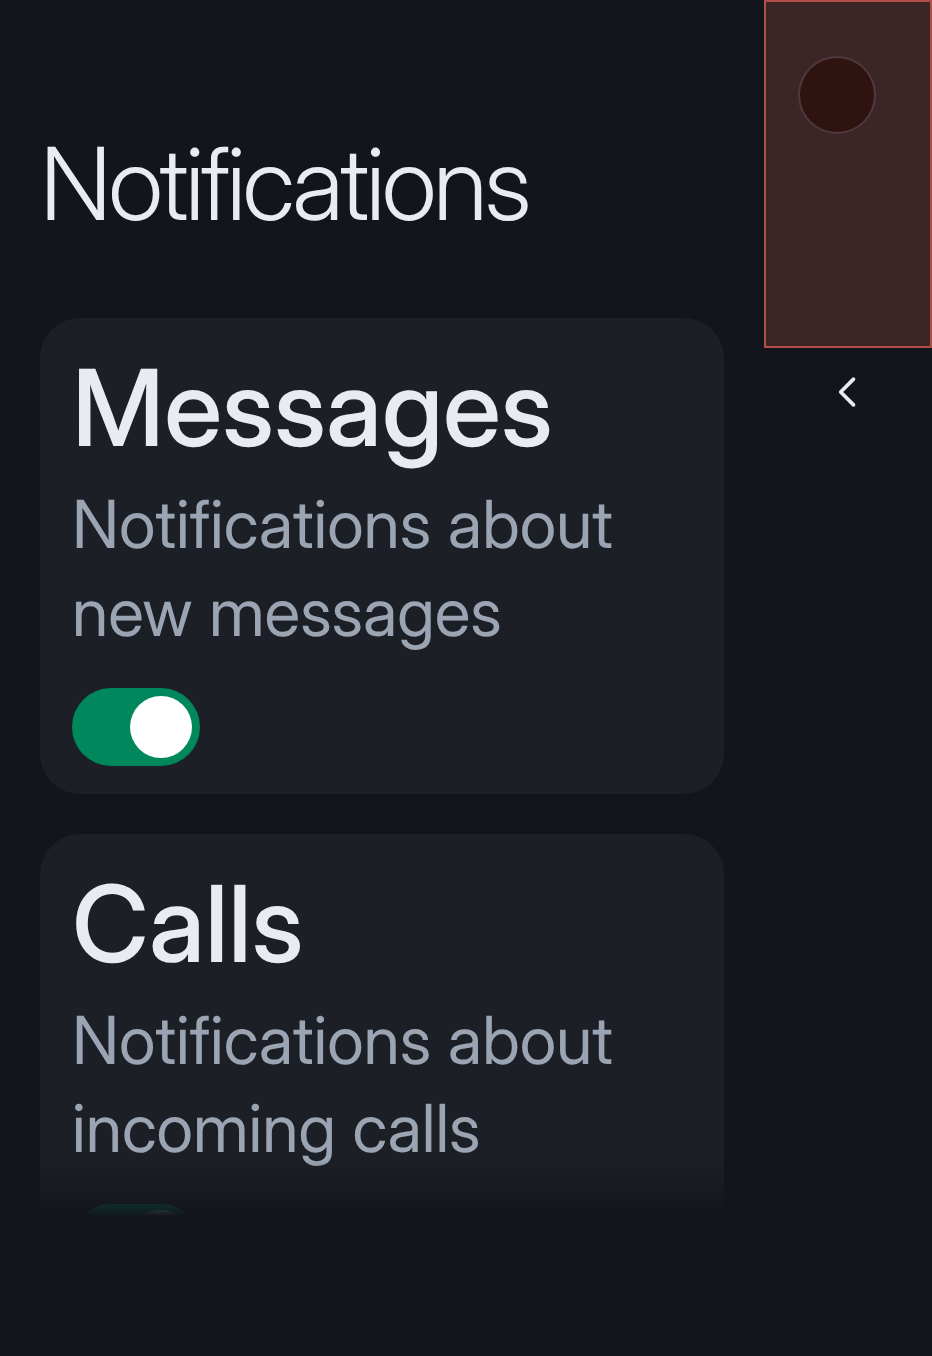 Notifications
Messages
Notifications about
new messages
Calls
Notifications about
incoming calls